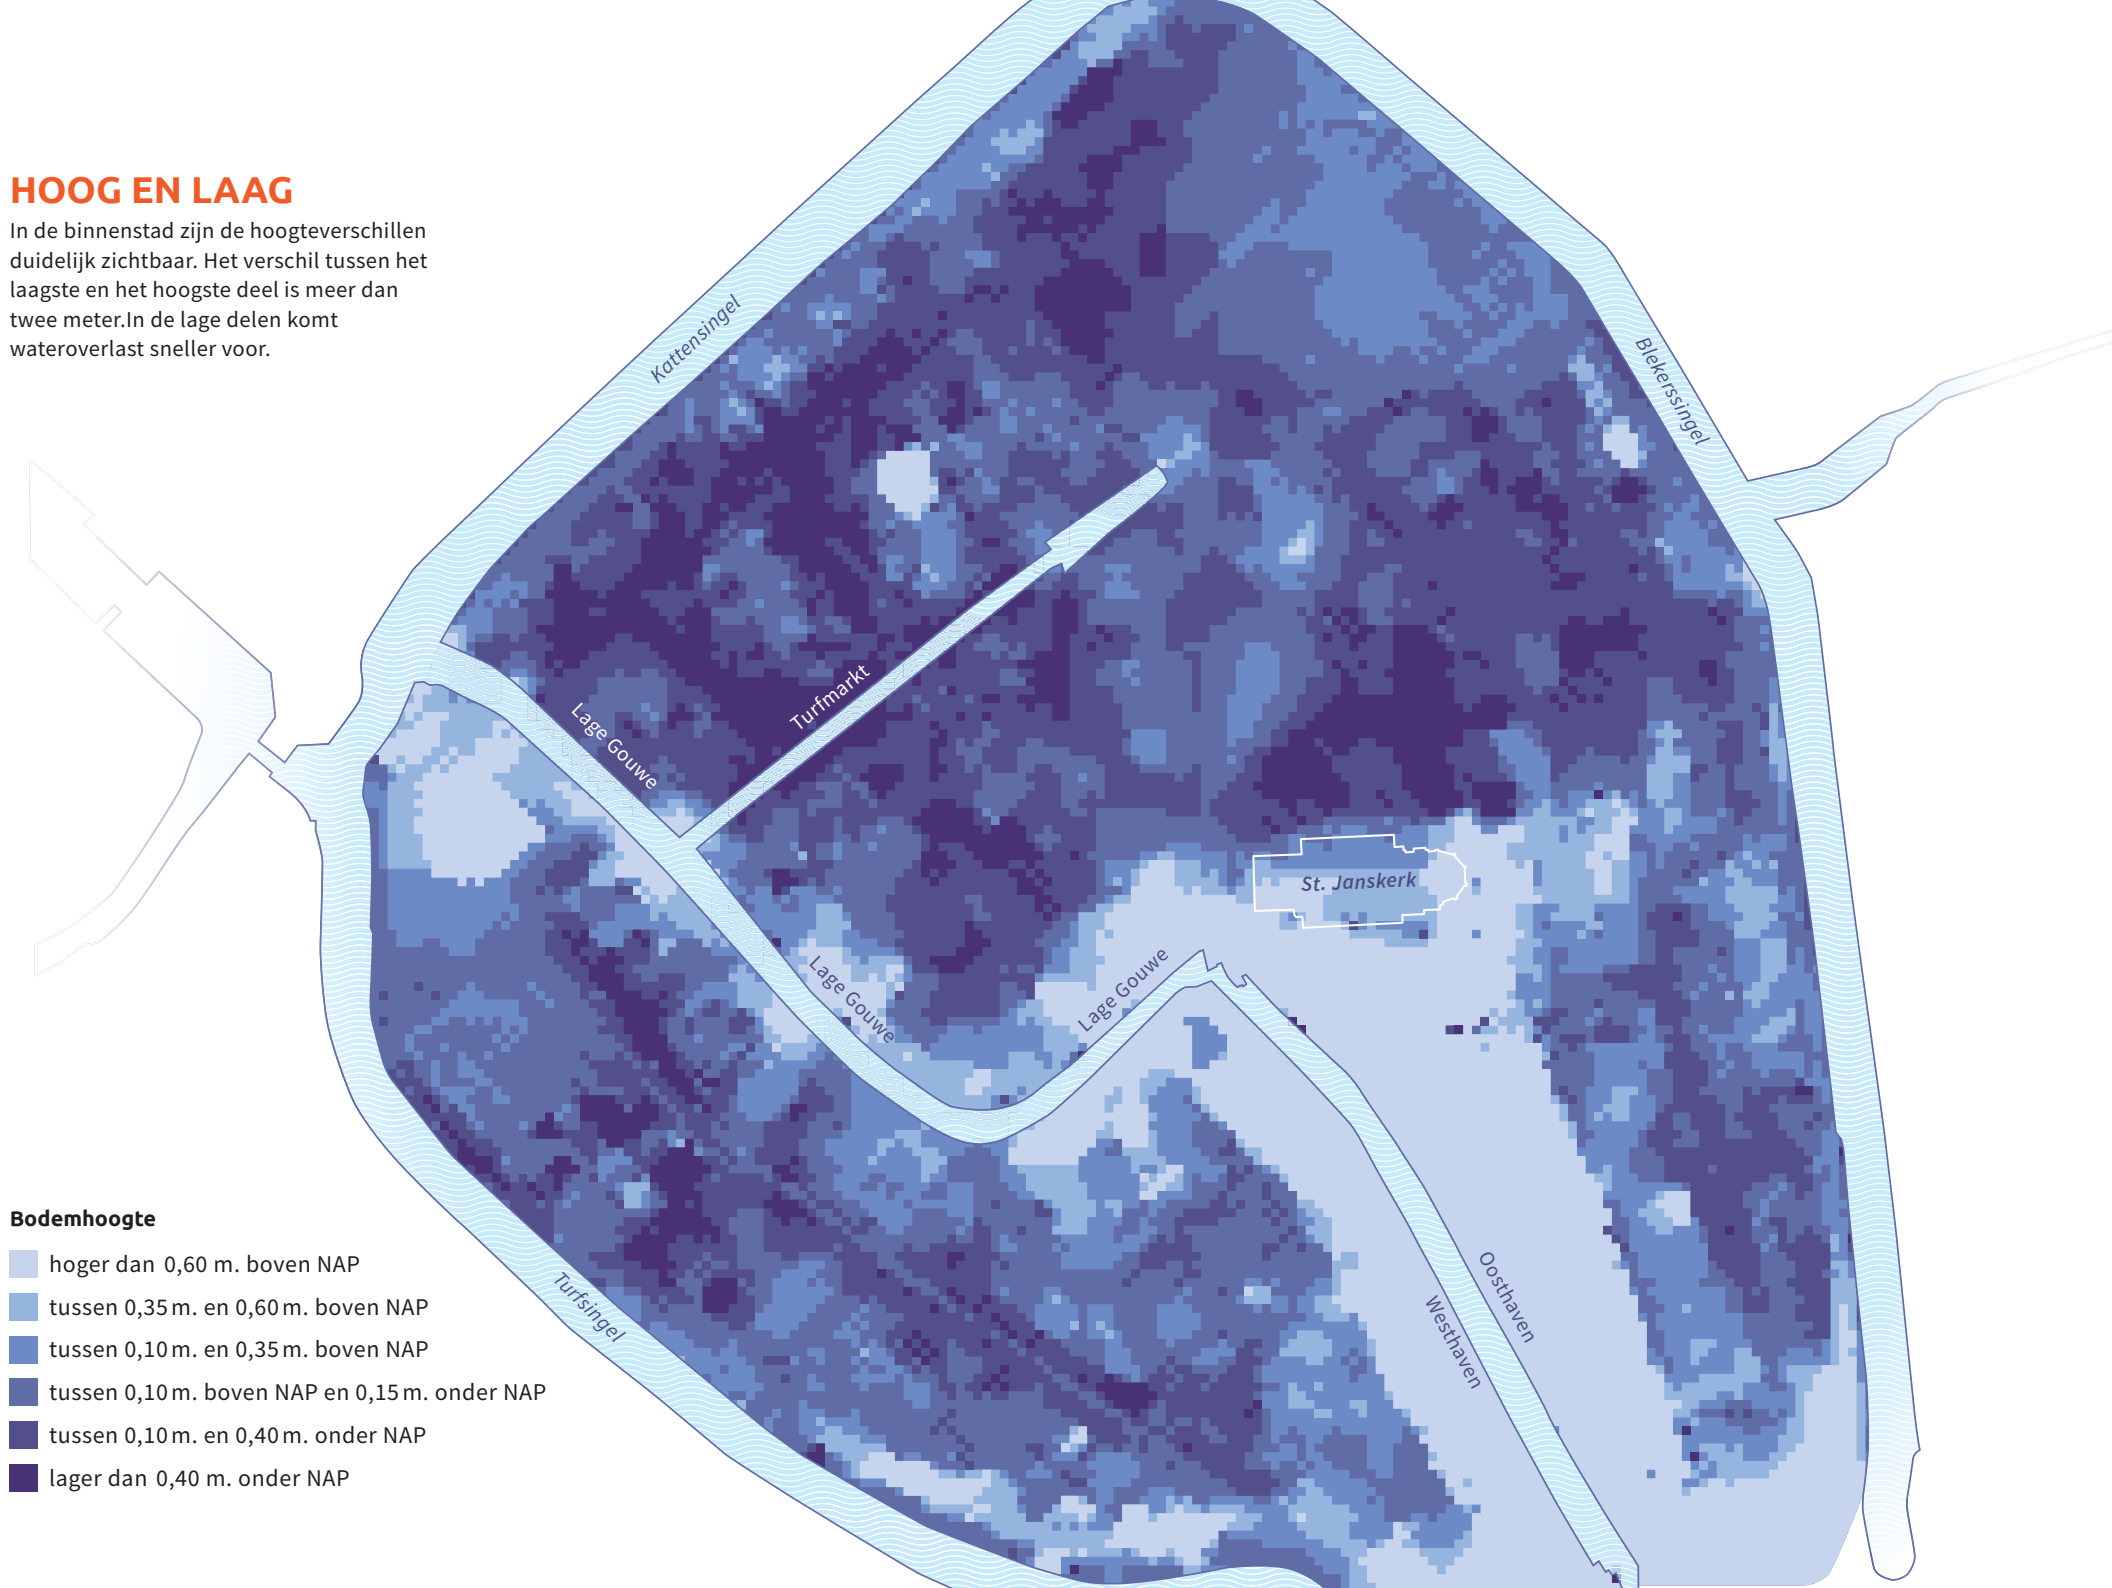 HOOG EN LAAG
In de binnenstad zijn de hoogteverschillen
duidelijk zichtbaar. Het verschil tussen het
laagste en het hoogste deel is meer dan
twee meter.In de lage delen komt
wateroverlast sneller voor.
Kattensingel
Blekerssingel
Turfmarkt
Lage Gouwe
St. Janskerk
Lage Gouwe
Lage Gouwe
Oosthaven
Westhaven
Turfsingel
Bodemhoogte
hoger dan 0,60 m. boven NAP
tussen 0,35 m. en 0,60 m. boven NAP
tussen 0,10 m. en 0,35 m. boven NAP
tussen 0,10 m. boven NAP en 0,15 m. onder NAP
tussen 0,10 m. en 0,40 m. onder NAP
lager dan 0,40 m. onder NAP